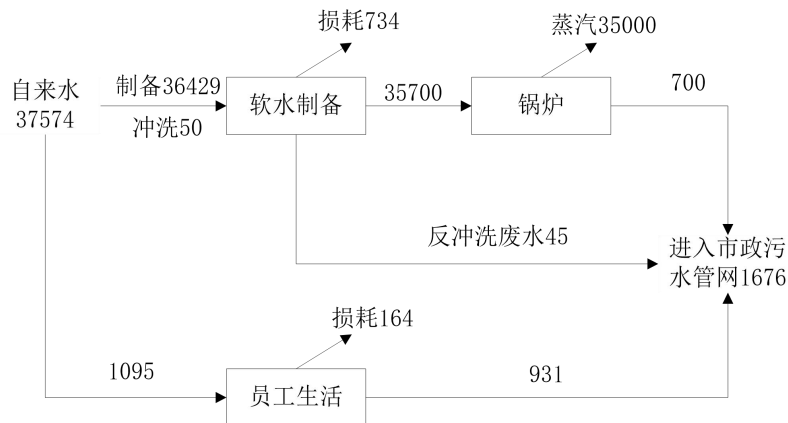 损耗734
蒸汽35000
自来水
37574
制备36429
冲洗50
软水制备
35700
锅炉
700
反冲洗废水45
进入市政污
水管网1676
损耗164
1095
员工生活
931